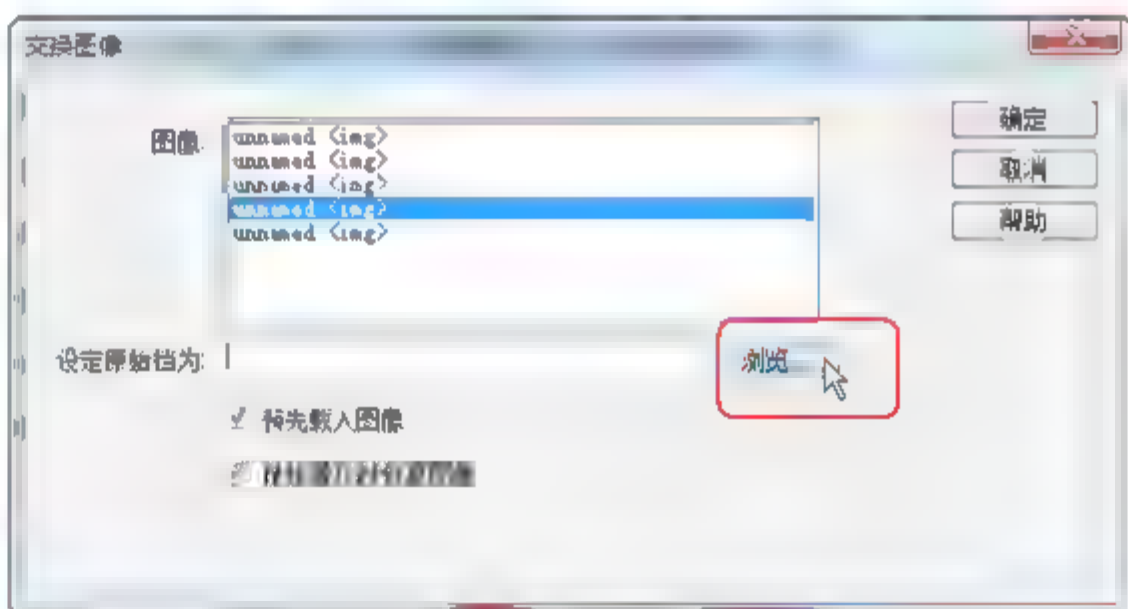 交换图像
图像:
unnamed <img>
unnamed <img>
unnamed <img>
unnamed <img>
unnamed <img>
确定
取消
帮助
设定原始档为:
浏览
预先载入图像